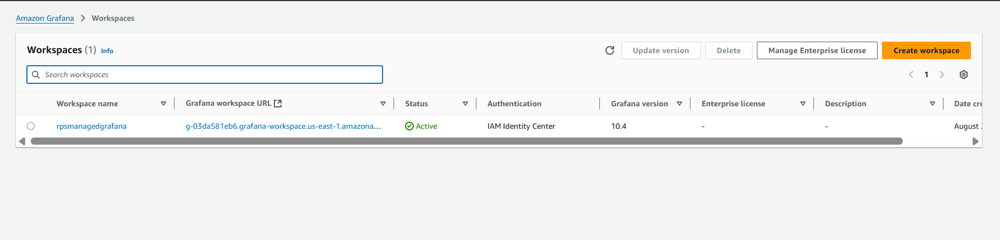 Amazon Grafana > Workspaces
Workspaces (1) Info
Update version Delete Manage Enterprise license Create workspace
Search workspaces
1
Workspace name Grafana workspace URL Status Authentication Grafana version Enterprise license Description Date cre
rpsmanagedgrafana g-03da581eb6.grafana-workspace.us-east-1.amazona... Active IAM Identity Center 10.4 - - August